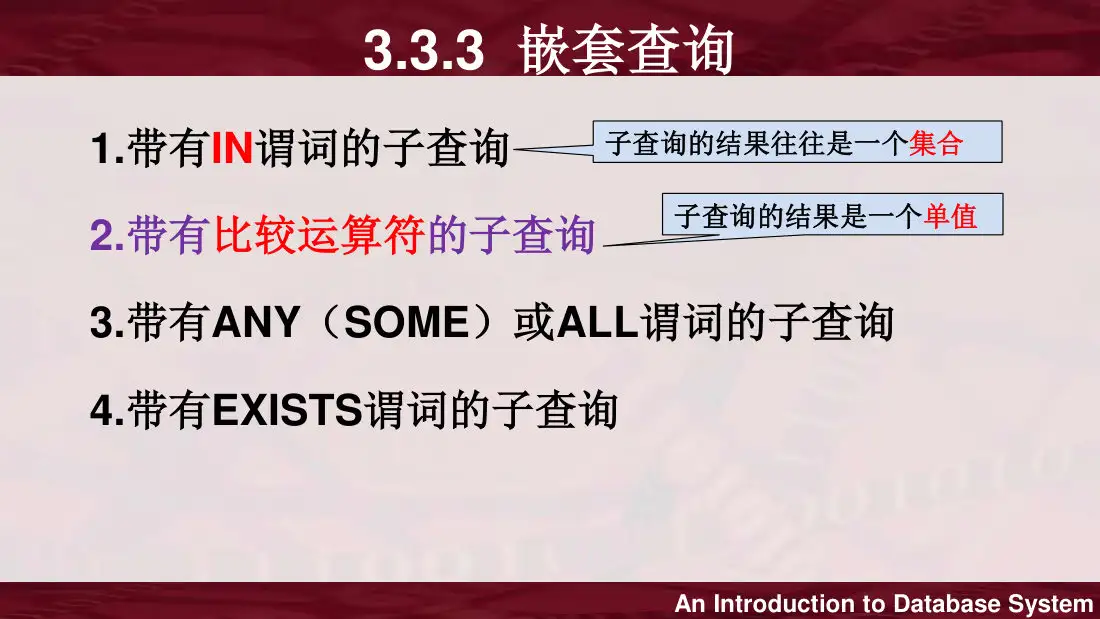 3.3.3 嵌套查询
1.带有IN谓词的子查询
子查询的结果往往是一个集合
2.带有比较运算符的子查询
子查询的结果是一个单值
3.带有ANY（SOME）或ALL谓词的子查询
4.带有EXISTS谓词的子查询
An Introduction to Database System